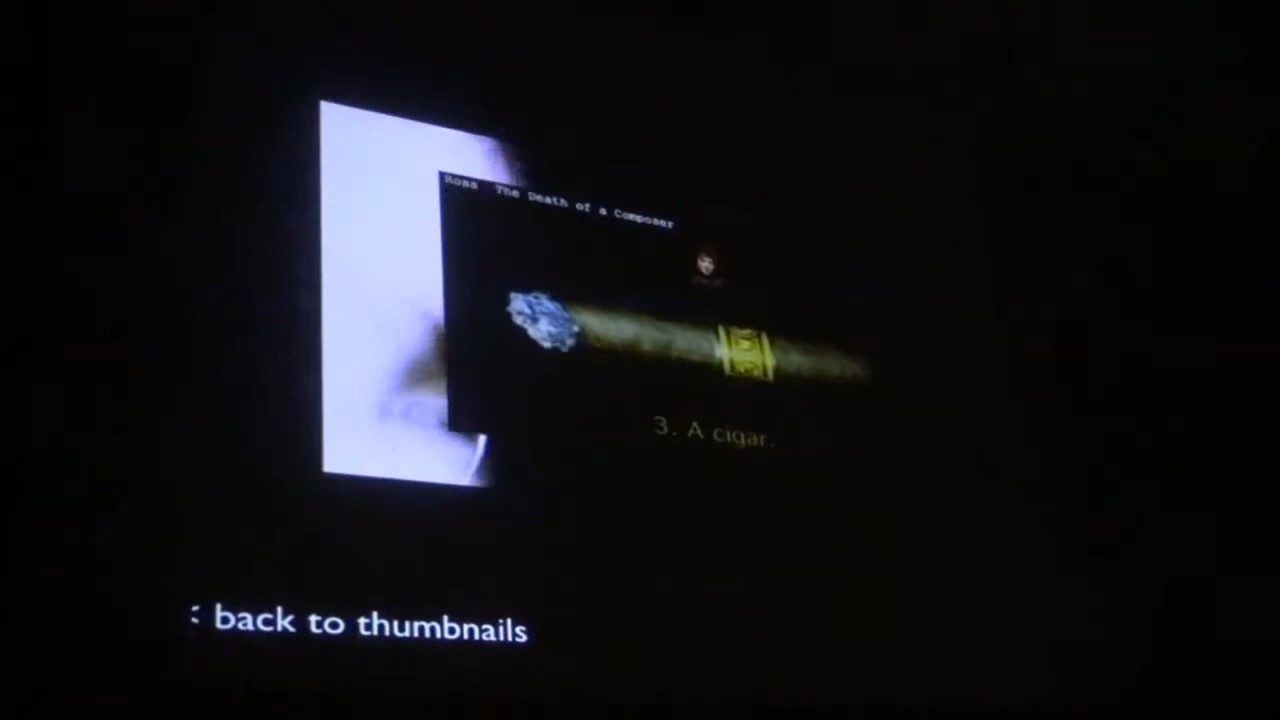 Rosa The Death of a Composer
3. A cigar.
< back to thumbnails